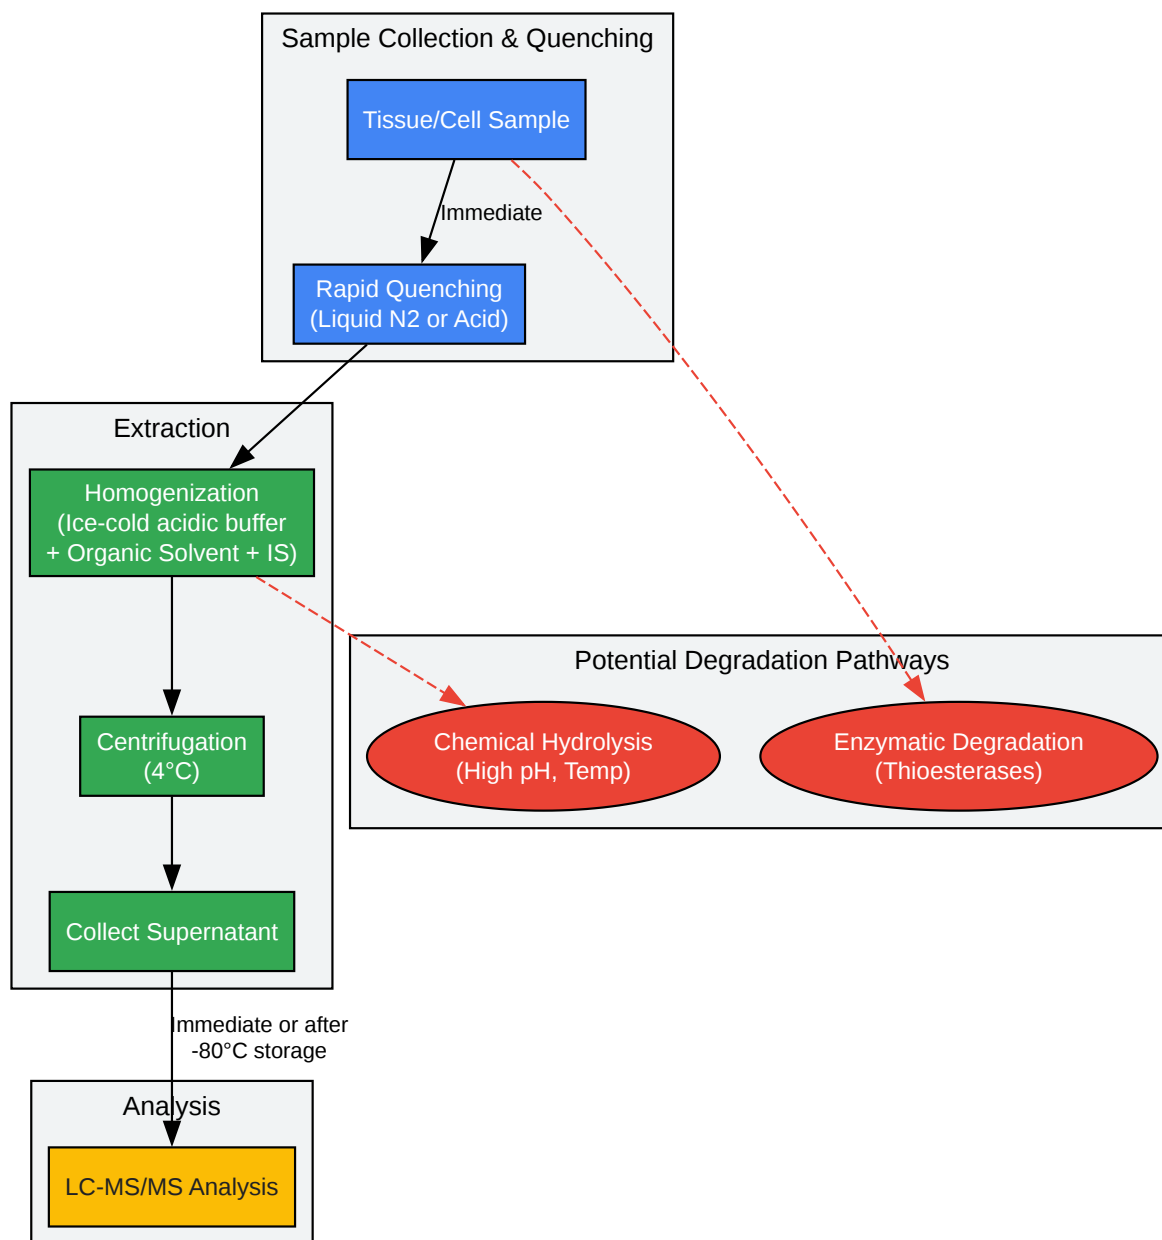 Sample Collection & Quenching
Tissue/Cell Sample
Immediate
Rapid Quenching
(Liquid N2 or Acid)
Extraction
Homogenization
(Ice-cold acidic buffer
+ Organic Solvent + IS)
Potential Degradation Pathways
Chemical Hydrolysis
(High pH, Temp)
Enzymatic Degradation
(Thioesterases)
Centrifugation
(4°C)
Collect Supernatant
Immediate or after
-80°C storage
Analysis
LC-MS/MS Analysis